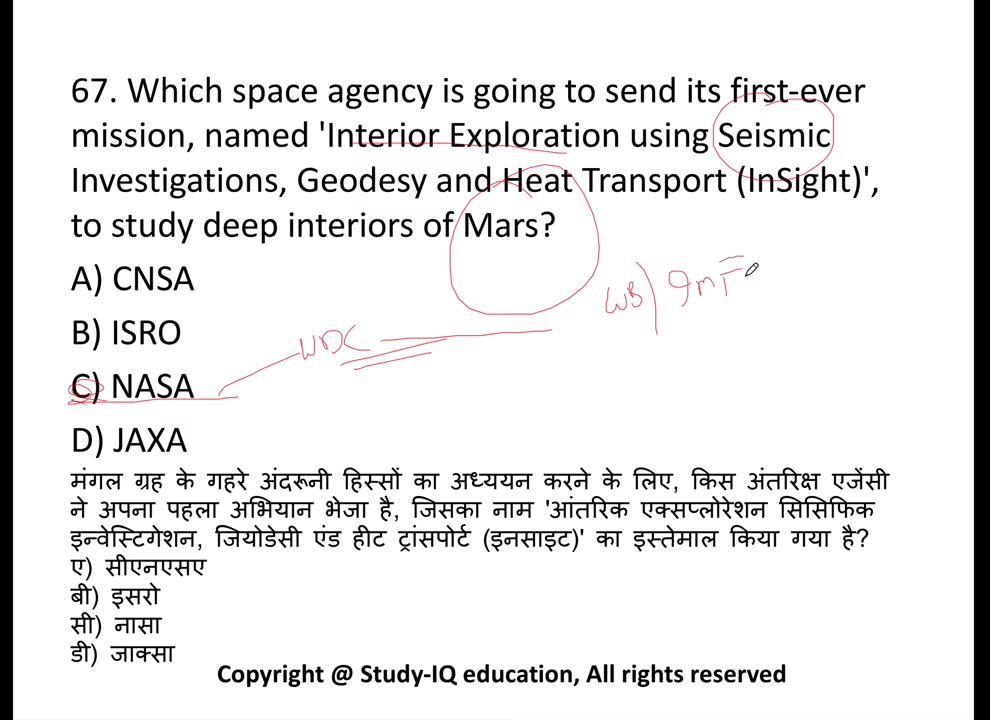 67. Which space agency is going to send its first-ever
mission, named 'Interior Exploration using Seismic
Investigations, Geodesy and Heat Transport (InSight)',
to study deep interiors of Mars?
A) CNSA
WB) IMF
B) ISRO
WDC
C) NASA
D) JAXA
मंगल ग्रह के गहरे अंदरूनी हिस्सों का अध्ययन करने के लिए, किस अंतरिक्ष एजेंसी
ने अपना पहला अभियान भेजा है, जिसका नाम 'आंतरिक एक्सप्लोरेशन सिसिफिक
इन्वेस्टिगेशन, जियोडेसी एंड हीट ट्रांसपोर्ट (इनसाइट)' का इस्तेमाल किया गया है?
ए) सीएनएसए
बी) इसरो
सी) नासा
डी) जाक्सा
Copyright @ Study-IQ education, All rights reserved